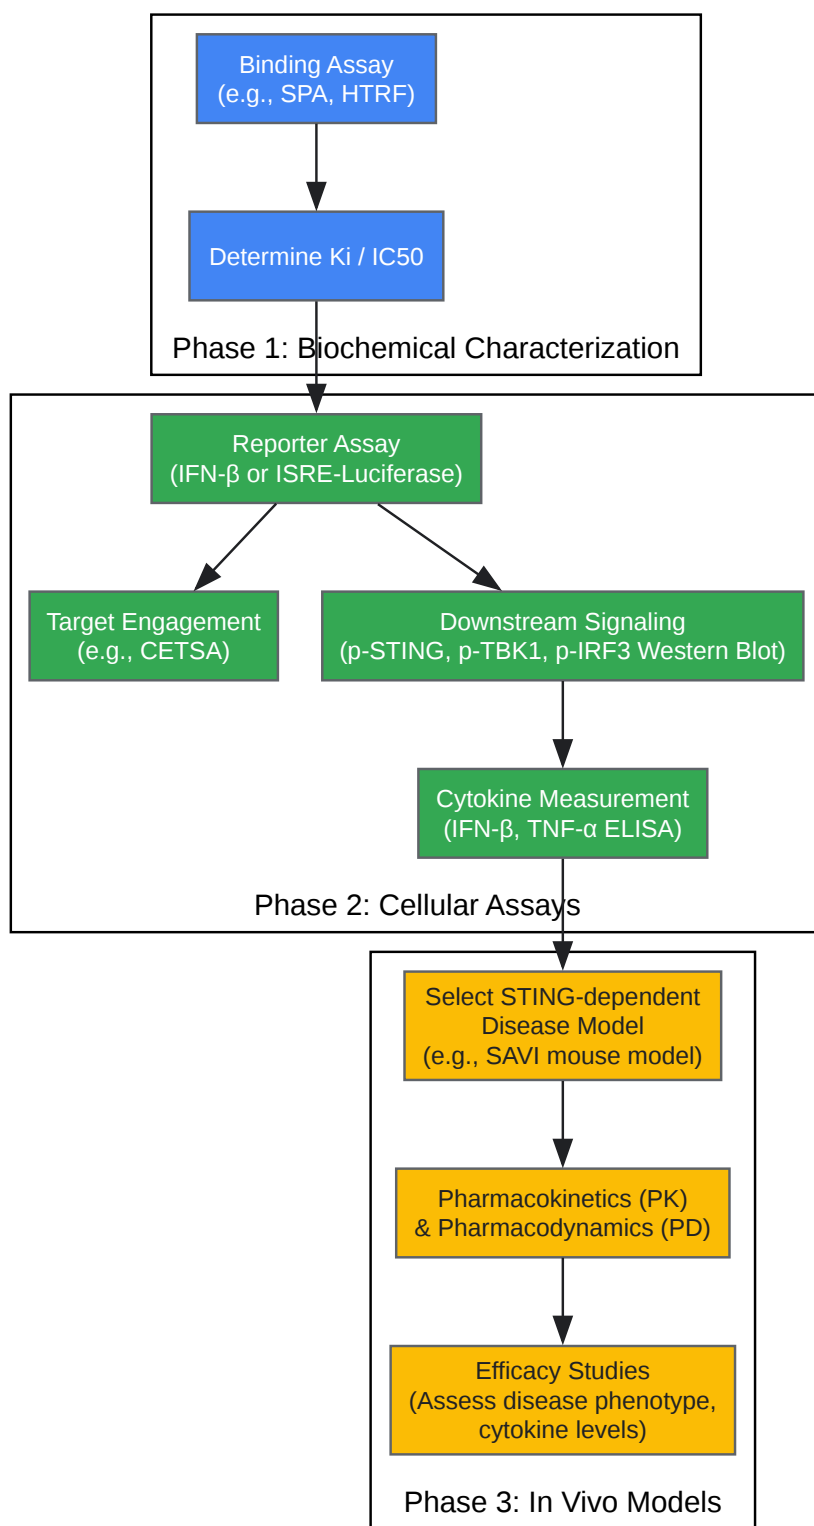 Binding Assay
(e.g., SPA, HTRF)
Determine Ki / IC50
Phase 1: Biochemical Characterization
Reporter Assay
(IFN-β or ISRE-Luciferase)
Target Engagement
(e.g., CETSA)
Downstream Signaling
(p-STING, p-TBK1, p-IRF3 Western Blot)
Cytokine Measurement
(IFN-β, TNF-α ELISA)
Phase 2: Cellular Assays
Select STING-dependent
Disease Model
(e.g., SAVI mouse model)
Pharmacokinetics (PK)
& Pharmacodynamics (PD)
Efficacy Studies
(Assess disease phenotype,
cytokine levels)
Phase 3: In Vivo Models